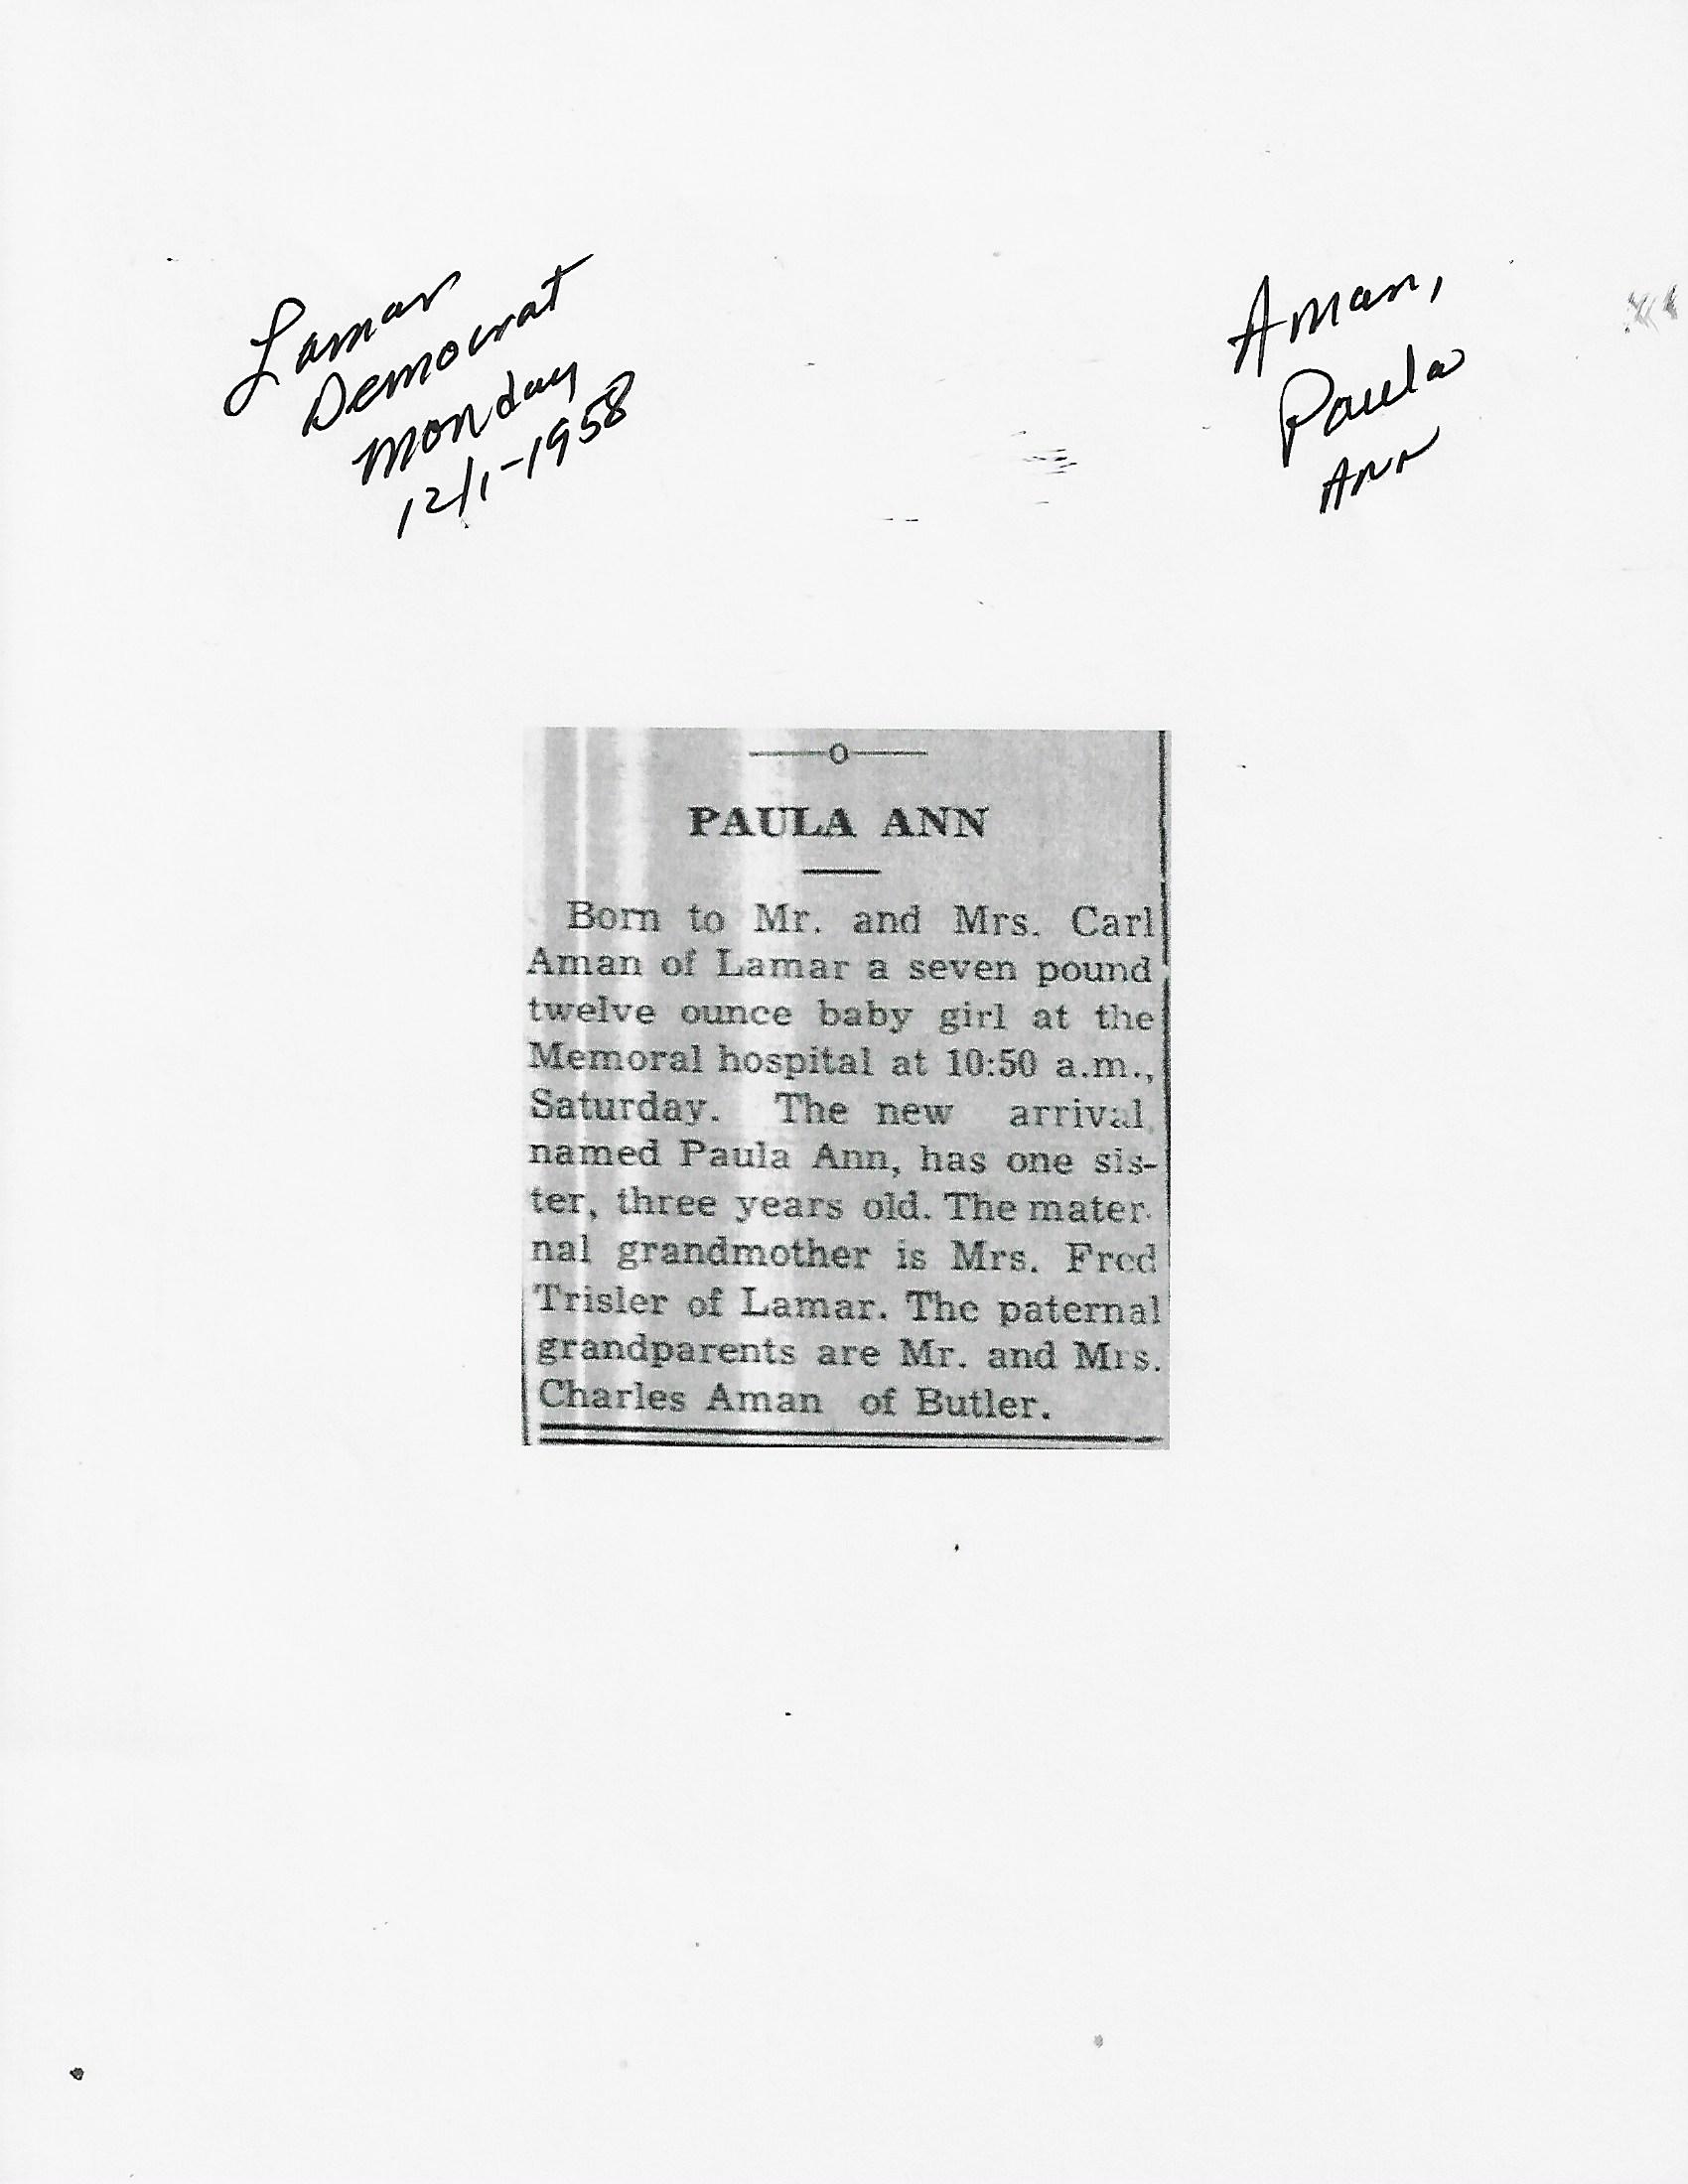 Lamar
Democrat
Monday
12/1-1958
Aman,
Paula
Ann
PAULA ANN
Born to Mr. and Mrs. Carl
Aman of Lamar a seven pound
twelve ounce baby girl at the
Memoral hospital at 10:50 a.m.,
Saturday. The new arrival,
named Paula Ann, has one sis-
ter, three years old. The mater-
nal grandmother is Mrs. Fred
Trisler of Lamar. The paternal
grandparents are Mr. and Mrs.
Charles Aman of Butler.